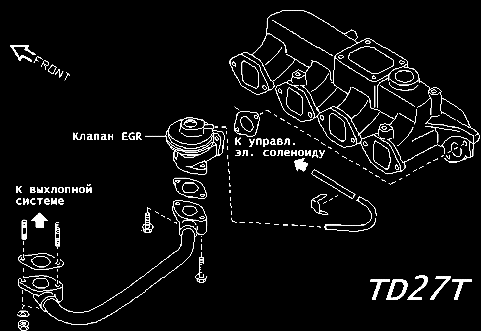 FRONT
Клапан EGR
К управл.
эл. соленоиду
К выхлопной
системе
TD27T